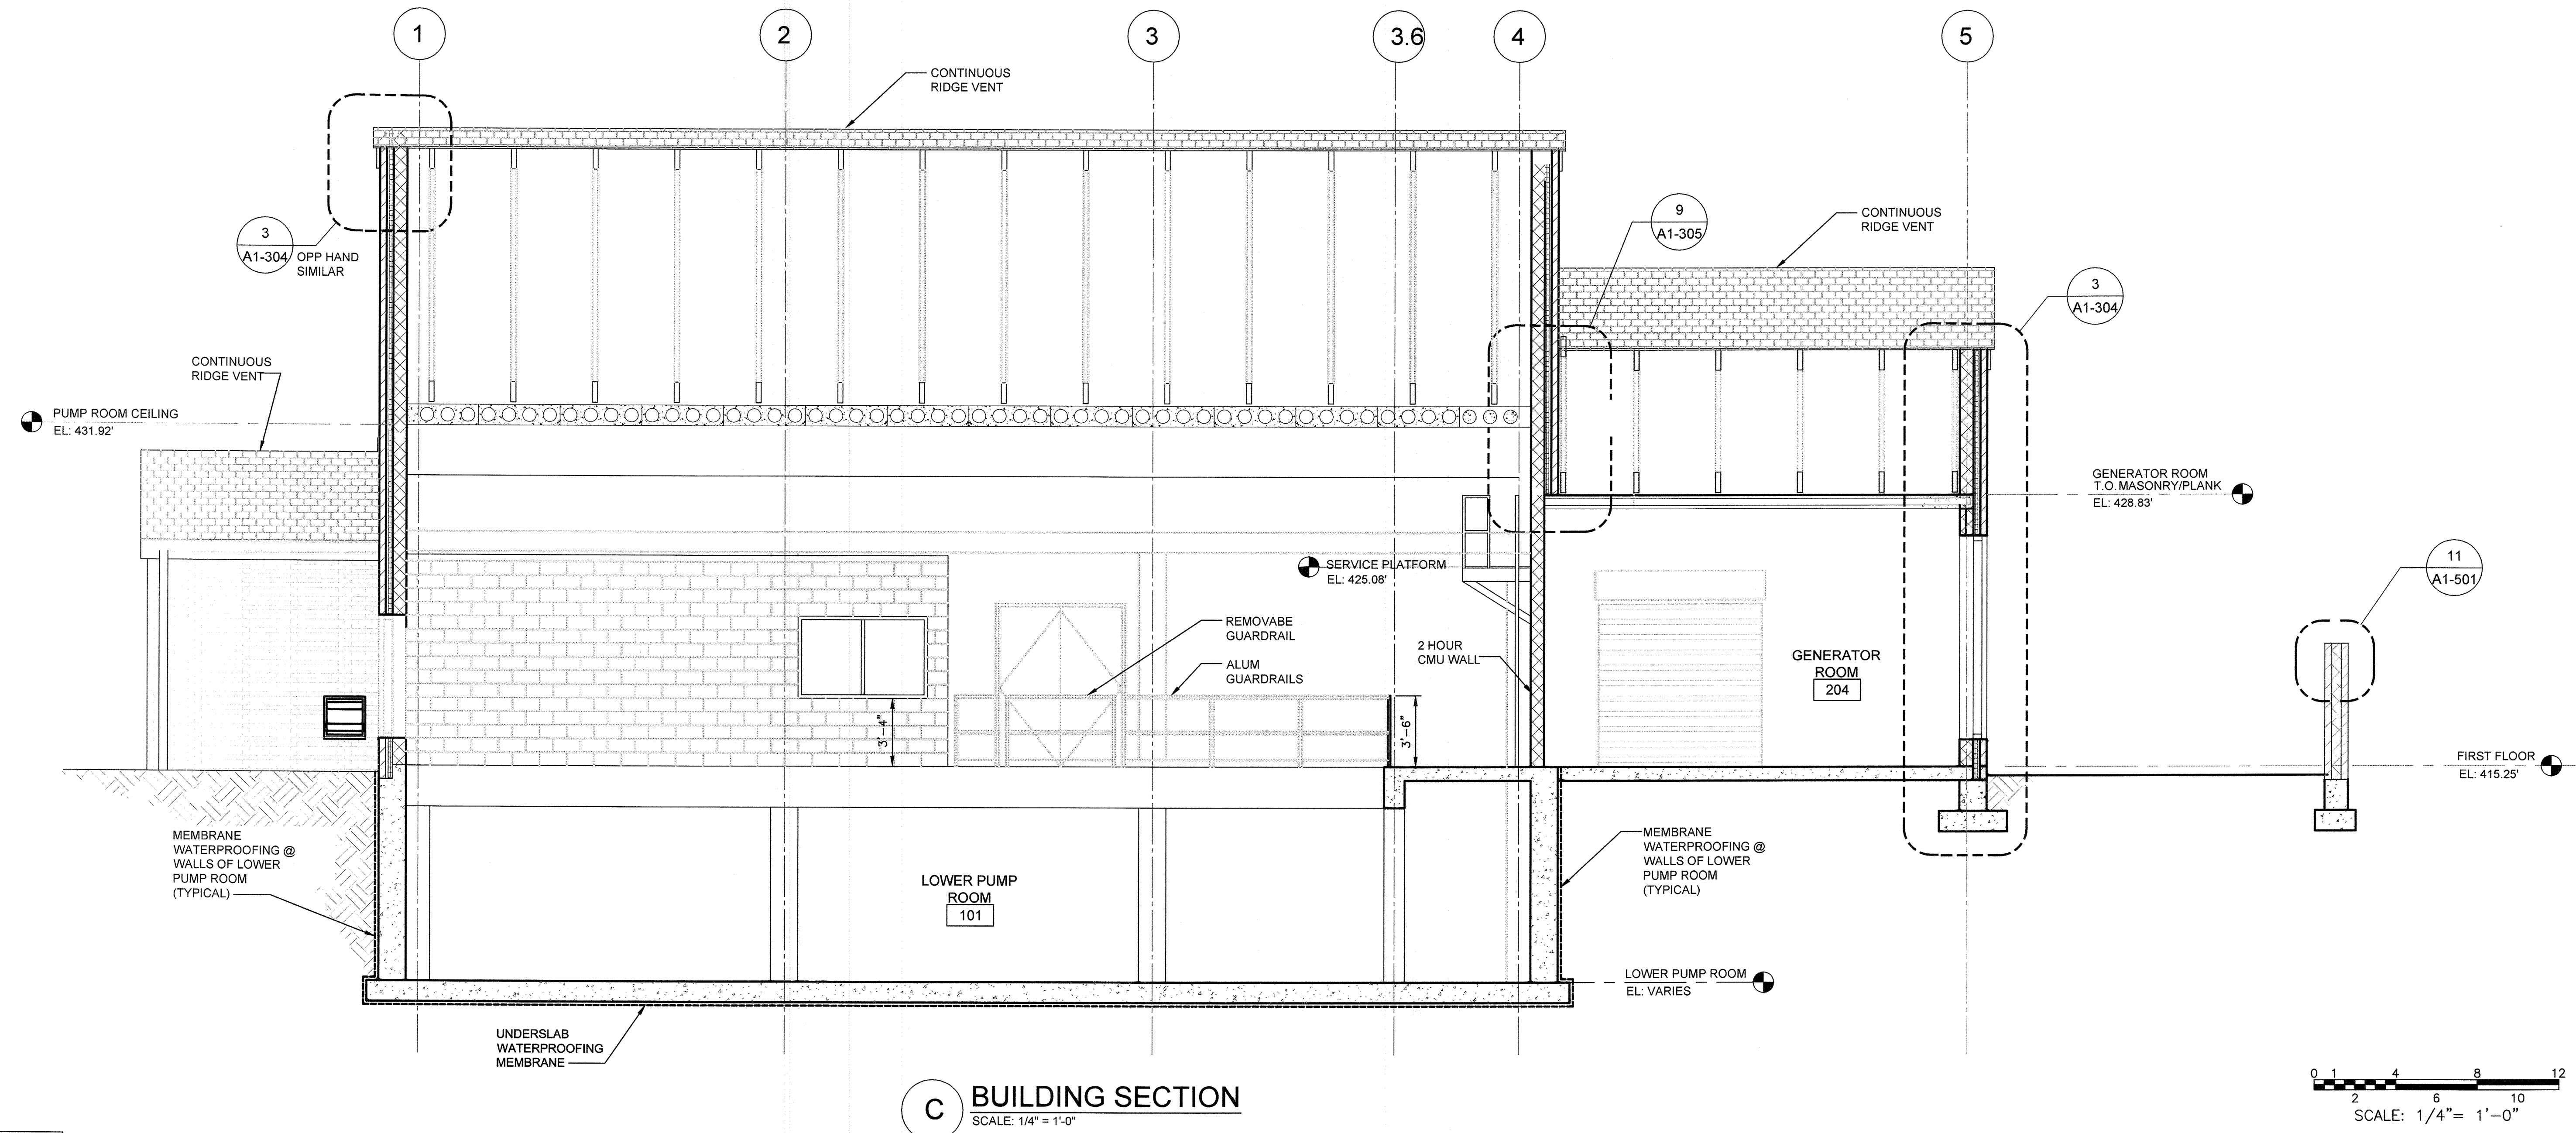 1
2
3
3.6
4
5
CONTINUOUS
RIDGE VENT
3
A1-304
OPP HAND
SIMILAR
9
A1-305
CONTINUOUS
RIDGE VENT
3
A1-304
CONTINUOUS
RIDGE VENT
PUMP ROOM CEILING
EL: 431.92'
GENERATOR ROOM
T.O. MASONRY/PLANK
EL: 428.83'
SERVICE PLATFORM
EL: 425.08'
11
A1-501
REMOVABE
GUARDRAIL
ALUM
GUARDRAILS
2 HOUR
CMU WALL
GENERATOR
ROOM
204
3'-4"
3'-6"
FIRST FLOOR
EL: 415.25'
MEMBRANE
WATERPROOFING @
WALLS OF LOWER
PUMP ROOM
(TYPICAL)
MEMBRANE
WATERPROOFING @
WALLS OF LOWER
PUMP ROOM
(TYPICAL)
LOWER PUMP
ROOM
101
LOWER PUMP ROOM
EL: VARIES
UNDERSLAB
WATERPROOFING
MEMBRANE
C
BUILDING SECTION
SCALE: 1/4" = 1'-0"
0 1 4 8 12
2 6 10
SCALE: 1/4"= 1'-0"